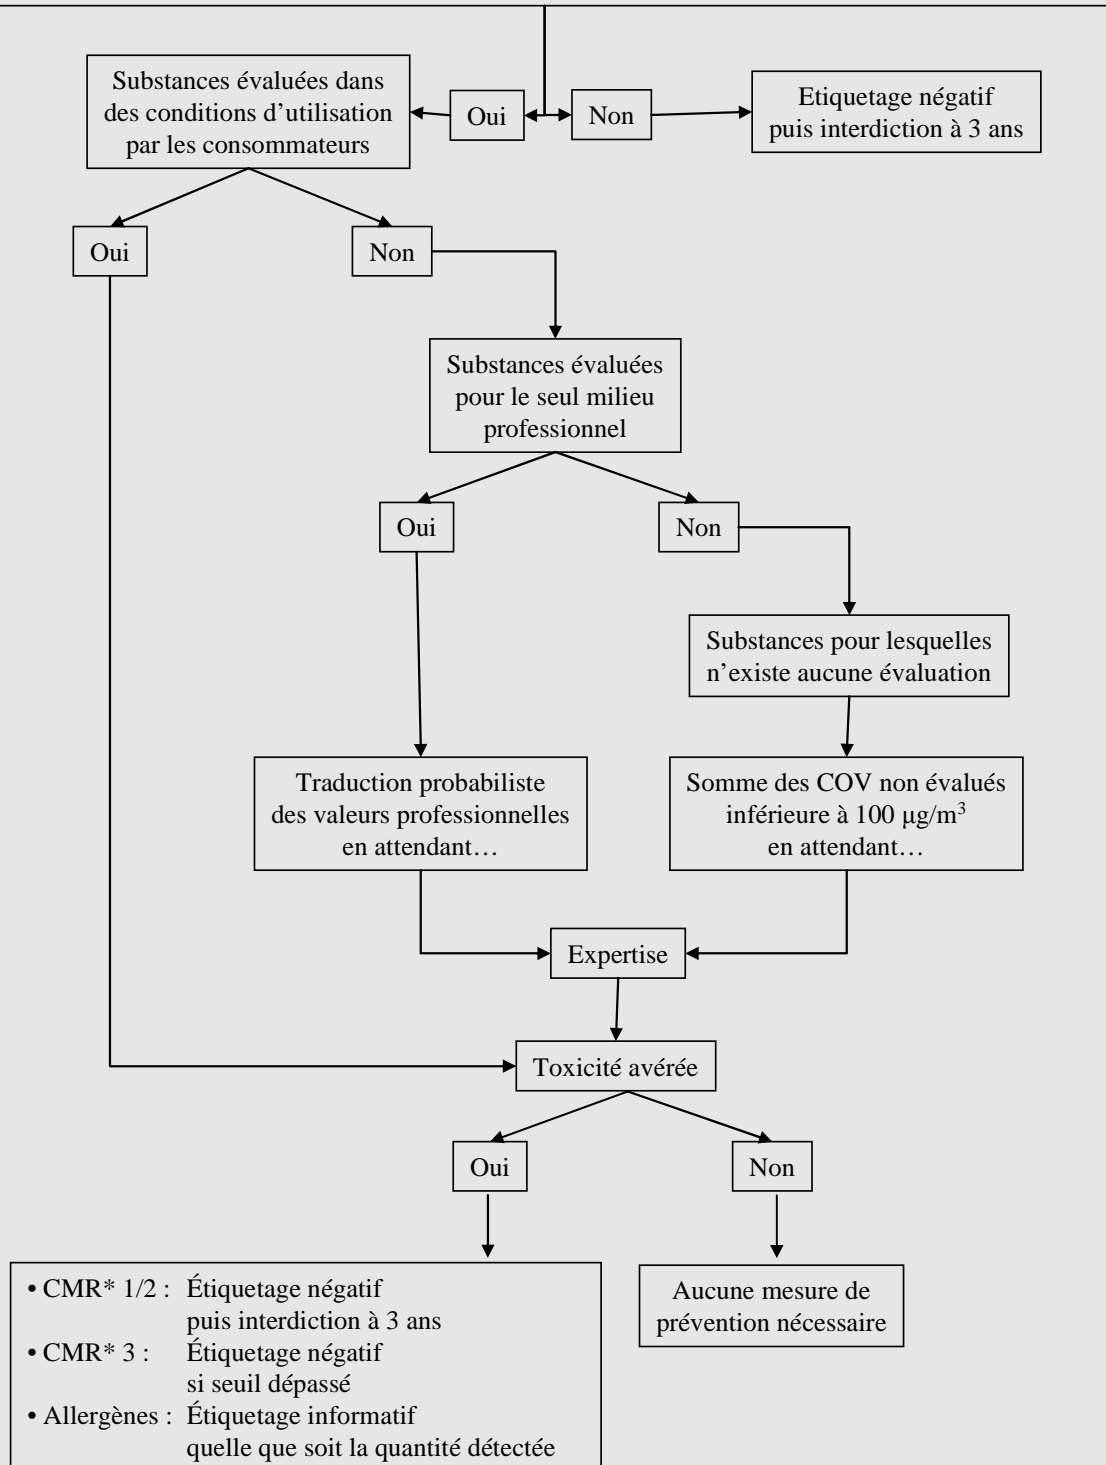 Substances évaluées dans
des conditions d’utilisation
par les consommateurs
Oui
Non
Etiquetage négatif
puis interdiction à 3 ans
Oui
Non
Substances évaluées
pour le seul milieu
professionnel
Oui
Non
Substances pour lesquelles
n’existe aucune évaluation
Traduction probabiliste
des valeurs professionnelles
en attendant…
Somme des COV non évalués
inférieure à 100 µg/m³
en attendant…
Expertise
Toxicité avérée
Oui
Non
• CMR* 1/2 : Étiquetage négatif
puis interdiction à 3 ans
• CMR* 3 : Étiquetage négatif
si seuil dépassé
• Allergènes : Étiquetage informatif
quelle que soit la quantité détectée
Aucune mesure de
prévention nécessaire